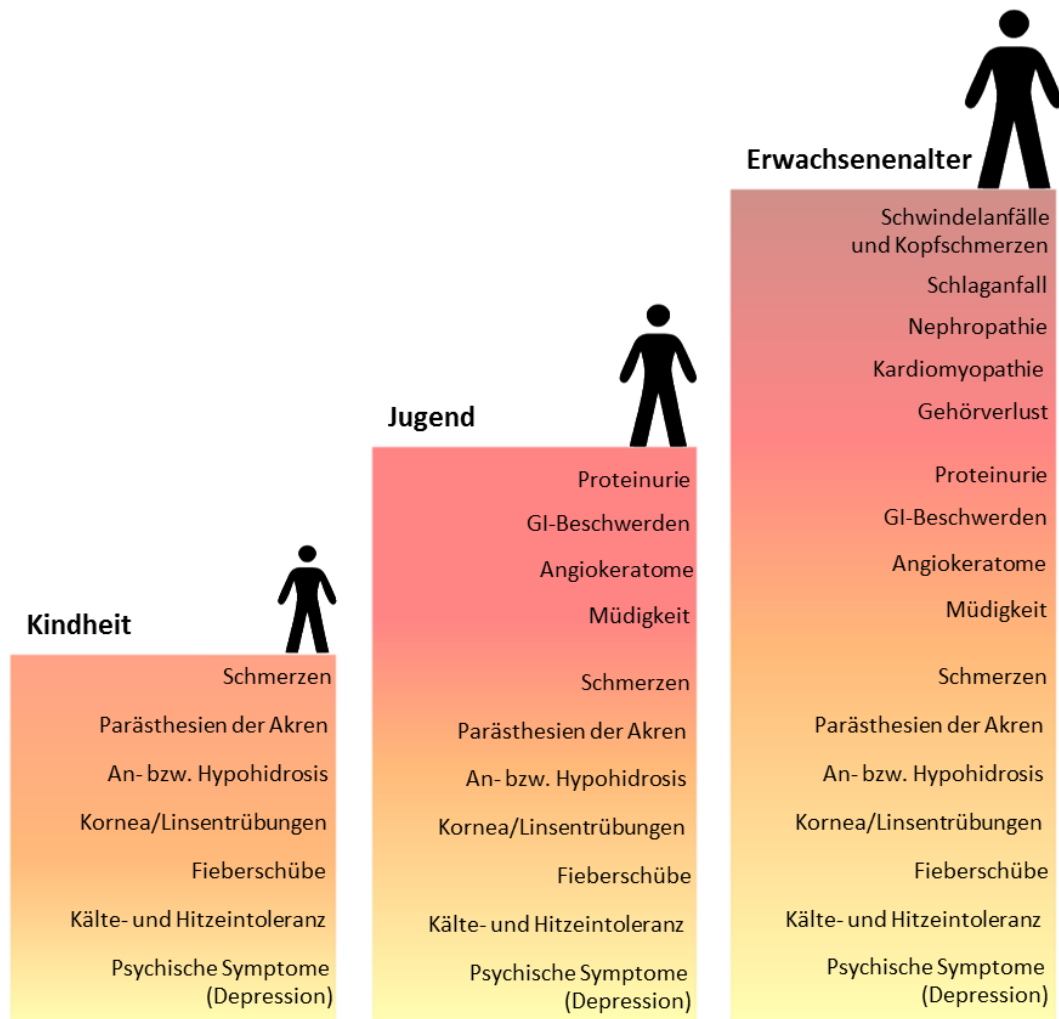 Kindheit
Schmerzen
Parästhesien der Akren
An- bzw. Hypohidrosis
Kornea/Linsentrübungen
Fieberschübe
Kälte- und Hitzeintoleranz
Psychische Symptome
(Depression)
Jugend
Proteinurie
GI-Beschwerden
Angiokeratome
Müdigkeit
Schmerzen
Parästhesien der Akren
An- bzw. Hypohidrosis
Kornea/Linsentrübungen
Fieberschübe
Kälte- und Hitzeintoleranz
Psychische Symptome
(Depression)
Erwachsenenalter
Schwindelanfälle
und Kopfschmerzen
Schlaganfall
Nephropathie
Kardiomyopathie
Gehörverlust
Proteinurie
GI-Beschwerden
Angiokeratome
Müdigkeit
Schmerzen
Parästhesien der Akren
An- bzw. Hypohidrosis
Kornea/Linsentrübungen
Fieberschübe
Kälte- und Hitzeintoleranz
Psychische Symptome
(Depression)